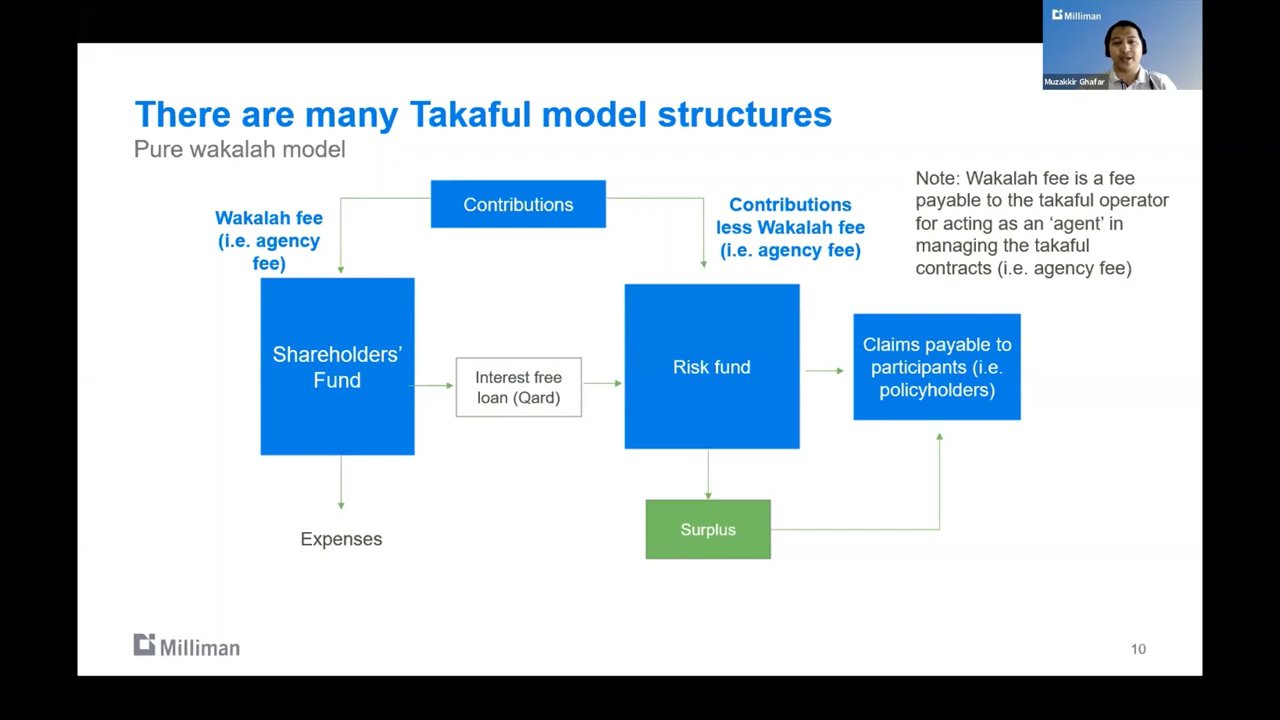 Milliman
Muzakkir Ghafar
There are many Takaful model structures
Pure wakalah model
Contributions
Wakalah fee
(i.e. agency
fee)
Contributions
less Wakalah fee
(i.e. agency fee)
Note: Wakalah fee is a fee
payable to the takaful operator
for acting as an ‘agent’ in
managing the takaful
contracts (i.e. agency fee)
Shareholders’
Fund
Interest free
loan (Qard)
Risk fund
Claims payable to
participants (i.e.
policyholders)
Expenses
Surplus
Milliman
10